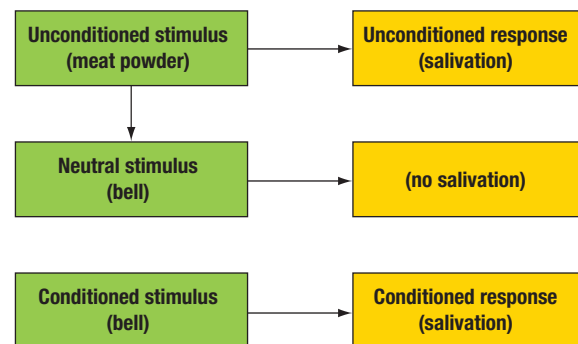 Unconditioned stimulus
(meat powder)
Unconditioned response
(salivation)
Neutral stimulus
(bell)
(no salivation)
Conditioned stimulus
(bell)
Conditioned response
(salivation)